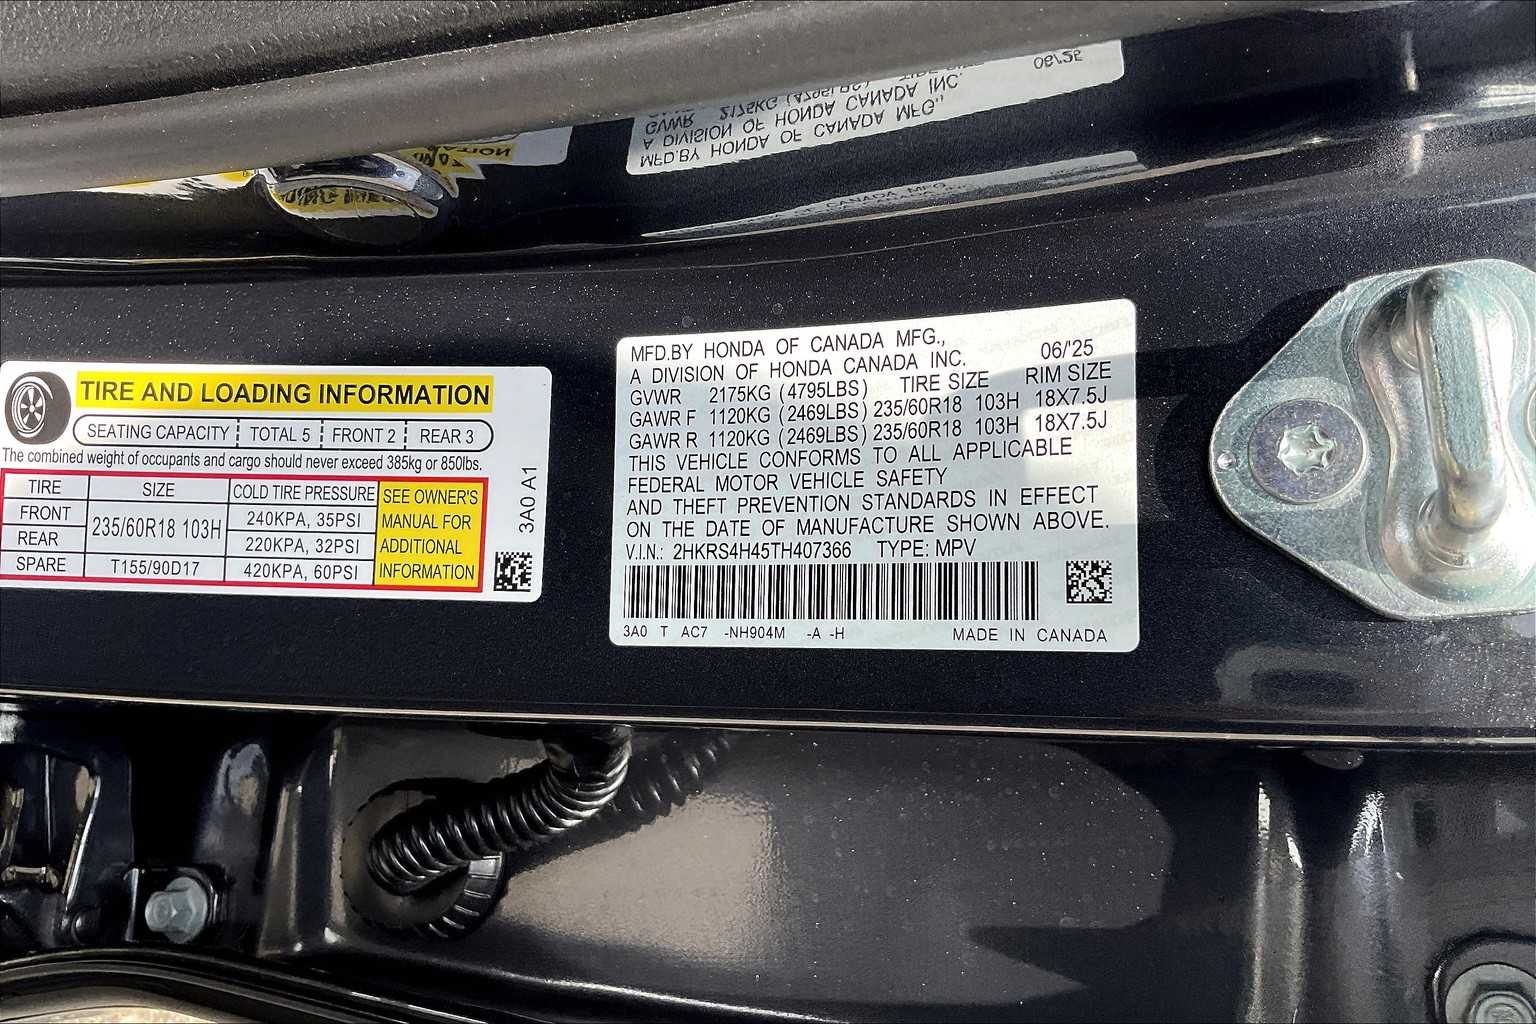 06/'25
GVWR 2175KG (4795LBS) TIRE SIZE
A DIVISION OF HONDA CANADA INC.
MFD.BY HONDA OF CANADA MFG.,
TIRE AND LOADING INFORMATION
SEATING CAPACITY TOTAL 5 FRONT 2 REAR 3
The combined weight of occupants and cargo should never exceed 385kg or 850lbs.
TIRE SIZE COLD TIRE PRESSURE SEE OWNER'S
FRONT 235/60R18 103H 240KPA, 35PSI MANUAL FOR
REAR 220KPA, 32PSI ADDITIONAL
SPARE T155/90D17 420KPA, 60PSI INFORMATION
3A0 A1
MFD.BY HONDA OF CANADA MFG., 06/'25
A DIVISION OF HONDA CANADA INC.
GVWR 2175KG (4795LBS) TIRE SIZE RIM SIZE
GAWR F 1120KG (2469LBS) 235/60R18 103H 18X7.5J
GAWR R 1120KG (2469LBS) 235/60R18 103H 18X7.5J
THIS VEHICLE CONFORMS TO ALL APPLICABLE
FEDERAL MOTOR VEHICLE SAFETY
AND THEFT PREVENTION STANDARDS IN EFFECT
ON THE DATE OF MANUFACTURE SHOWN ABOVE.
V.I.N.: 2HKRS4H45TH407366 TYPE: MPV
3A0 T AC7 -NH904M -A -H MADE IN CANADA